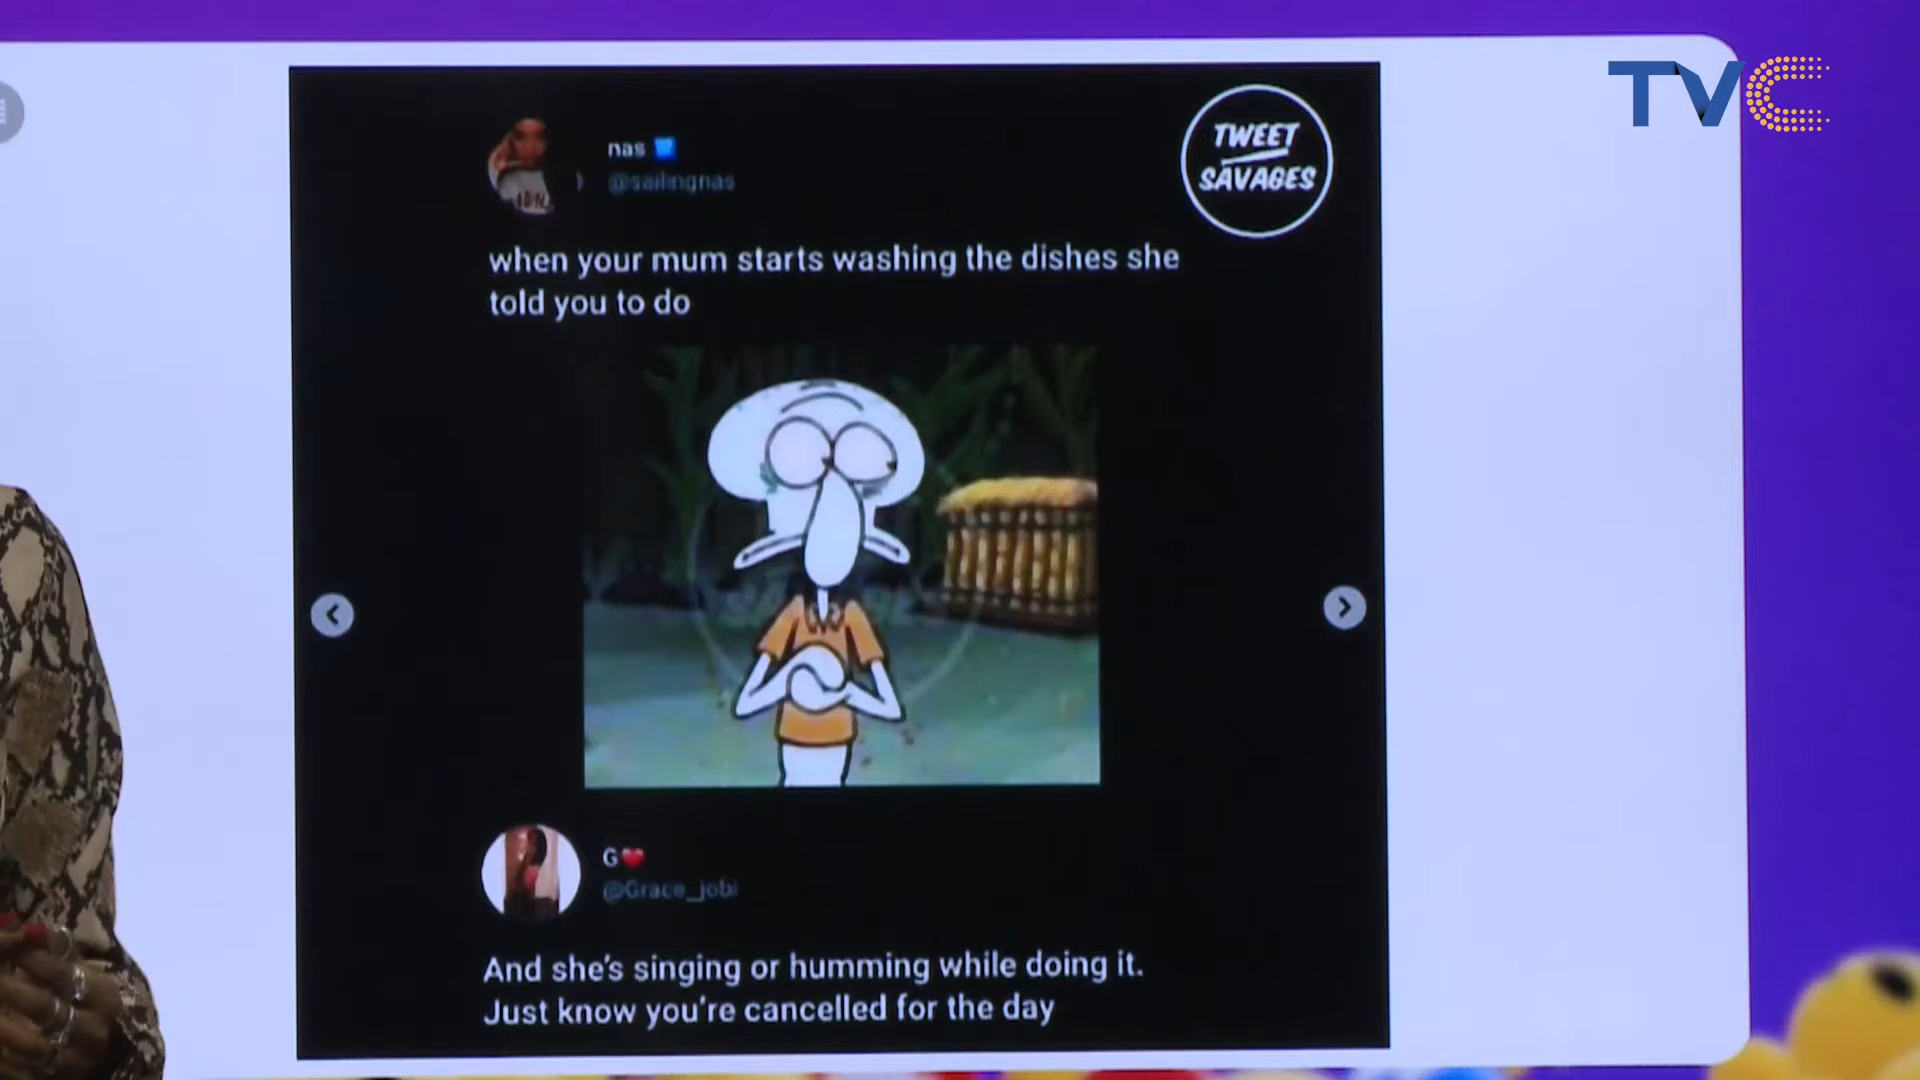 TVC
TWEET
SAVAGES
nas
@sailingnas
when your mum starts washing the dishes she
told you to do
G
@Grace_jobi
And she's singing or humming while doing it.
Just know you're cancelled for the day